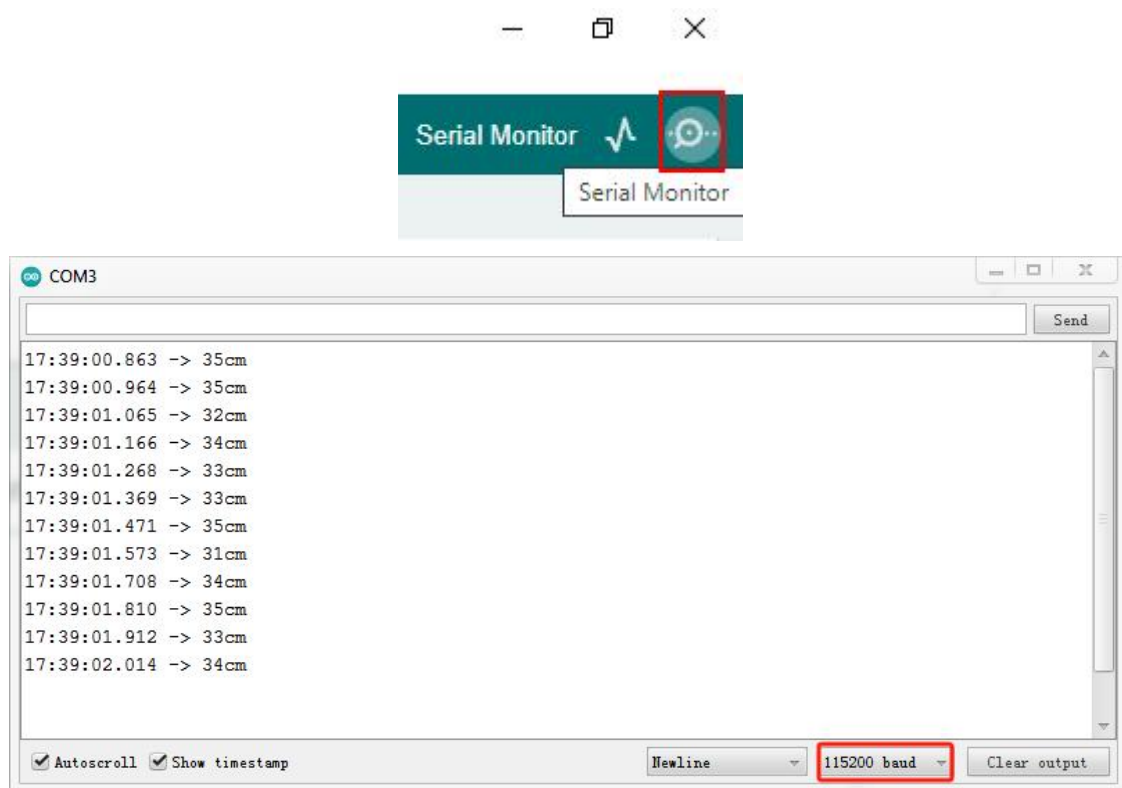 Serial Monitor
Serial Monitor
COM3
Send
17:39:00.863 -> 35cm
17:39:00.964 -> 35cm
17:39:01.065 -> 32cm
17:39:01.166 -> 34cm
17:39:01.268 -> 33cm
17:39:01.369 -> 33cm
17:39:01.471 -> 35cm
17:39:01.573 -> 31cm
17:39:01.708 -> 34cm
17:39:01.810 -> 35cm
17:39:01.912 -> 33cm
17:39:02.014 -> 34cm
Autoscroll Show timestamp Newline 115200 baud Clear output